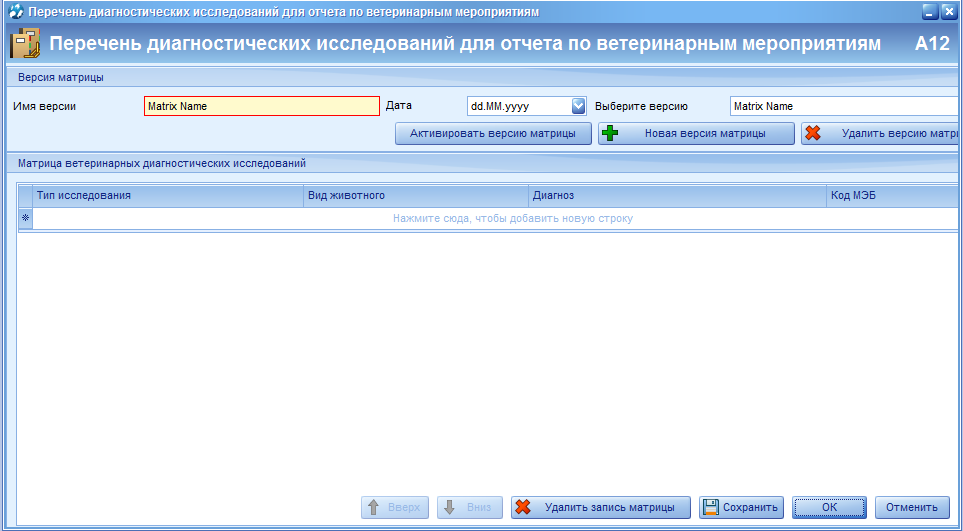 Перечень диагностических исследований для отчета по ветеринарным мероприятиям
Перечень диагностических исследований для отчета по ветеринарным мероприятиям A12
Версия матрицы
Имя версии Matrix Name Дата dd.MM.yyyy Выберите версию Matrix Name
Активировать версию матрицы Новая версия матрицы Удалить версию матри
Матрица ветеринарных диагностических исследований
Тип исследования Вид животного Диагноз Код МЭБ
Нажмите сюда, чтобы добавить новую строку
Вверх Вниз Удалить запись матрицы Сохранить OK Отменить